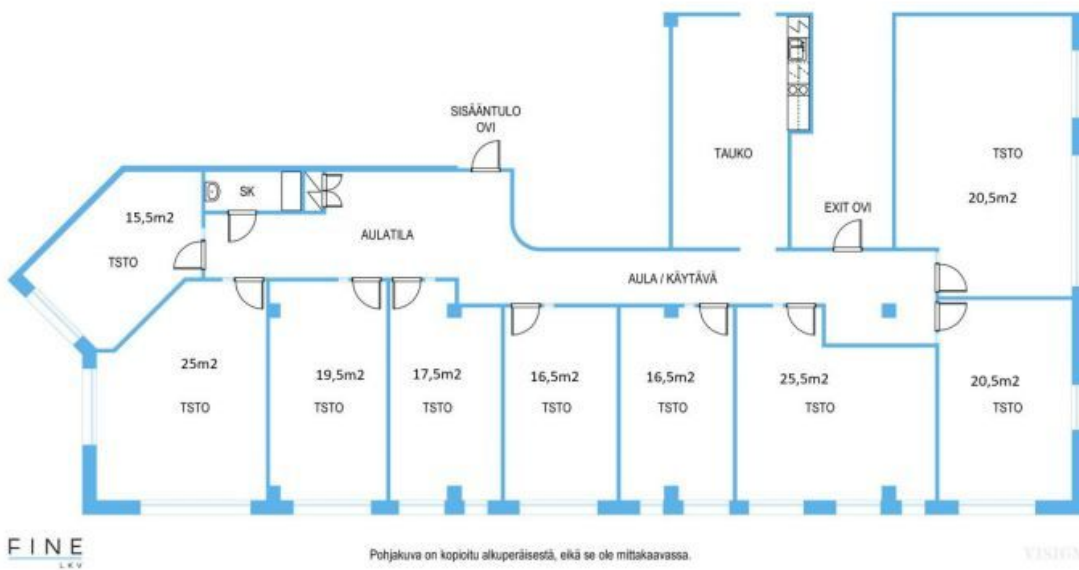 SISÄÄNTULO
OVI
TAUKO
TSTO
20,5m2
SK
15,5m2
EXIT OVI
AULATILA
TSTO
AULA / KÄYTÄVÄ
25m2
19,5m2
17,5m2
16,5m2
16,5m2
25,5m2
20,5m2
TSTO
TSTO
TSTO
TSTO
TSTO
TSTO
TSTO
FINE
LKV
Pohjakuva on kopioitu alkuperäisestä, eikä se ole mittakaavassa.